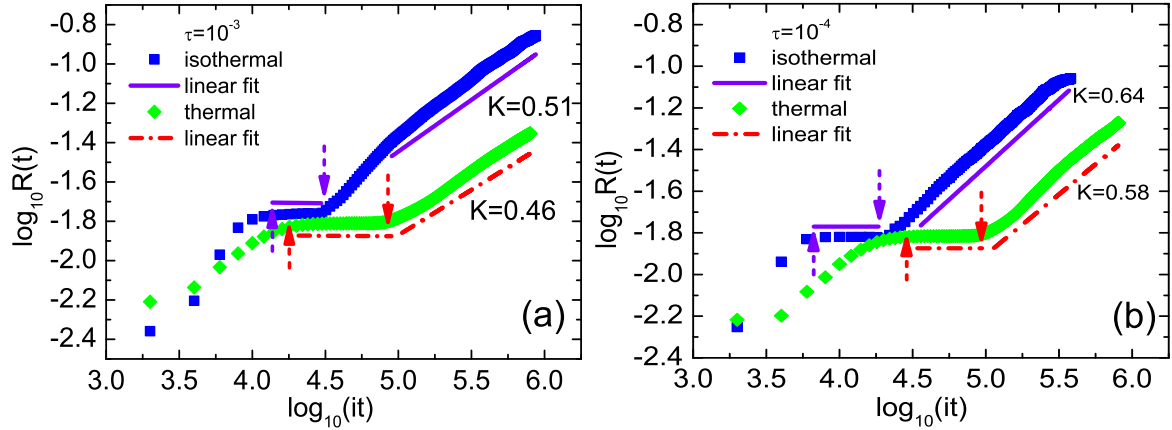 τ=10⁻³
isothermal
linear fit
thermal
linear fit
K=0.51
K=0.46
(a)
-0.8
-1.0
-1.2
-1.4
-1.6
-1.8
-2.0
-2.2
-2.4
3.0 3.5 4.0 4.5 5.0 5.5 6.0
log₁₀R(t)
log₁₀(it)
τ=10⁻⁴
isothermal
linear fit
thermal
linear fit
K=0.64
K=0.58
(b)
-0.8
-1.0
-1.2
-1.4
-1.6
-1.8
-2.0
-2.2
-2.4
3.0 3.5 4.0 4.5 5.0 5.5 6.0
log₁₀R(t)
log₁₀(it)